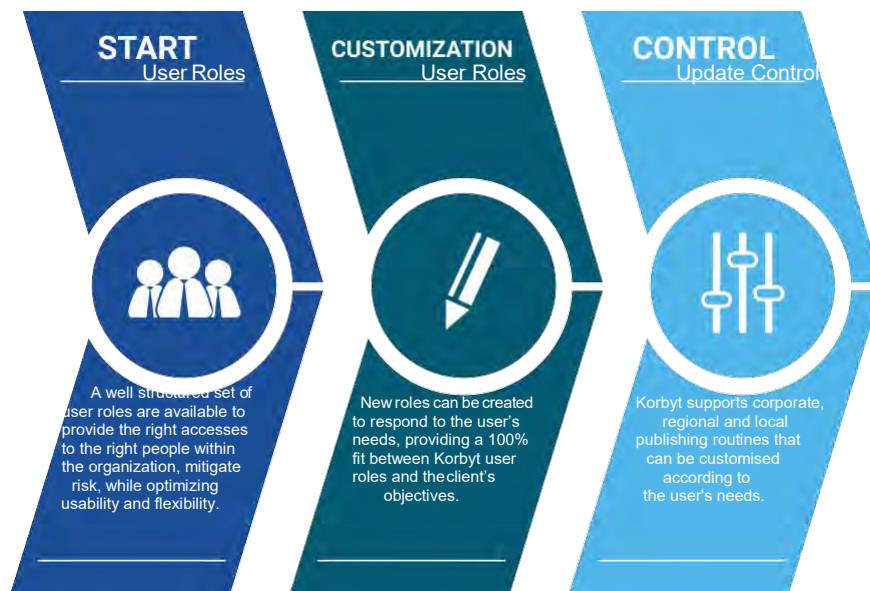 START
User Roles
A well structured set of
user roles are available to
provide the right accesses
to the right people within
the organization, mitigate
risk, while optimizing
usability and flexibility.
CUSTOMIZATION
User Roles
New roles can be created
to respond to the user’s
needs, providing a 100%
fit between Korbyt user
roles and the client’s
objectives.
CONTROL
Update Control
Korbyt supports corporate,
regional and local
publishing routines that
can be customised
according to
the user's needs.